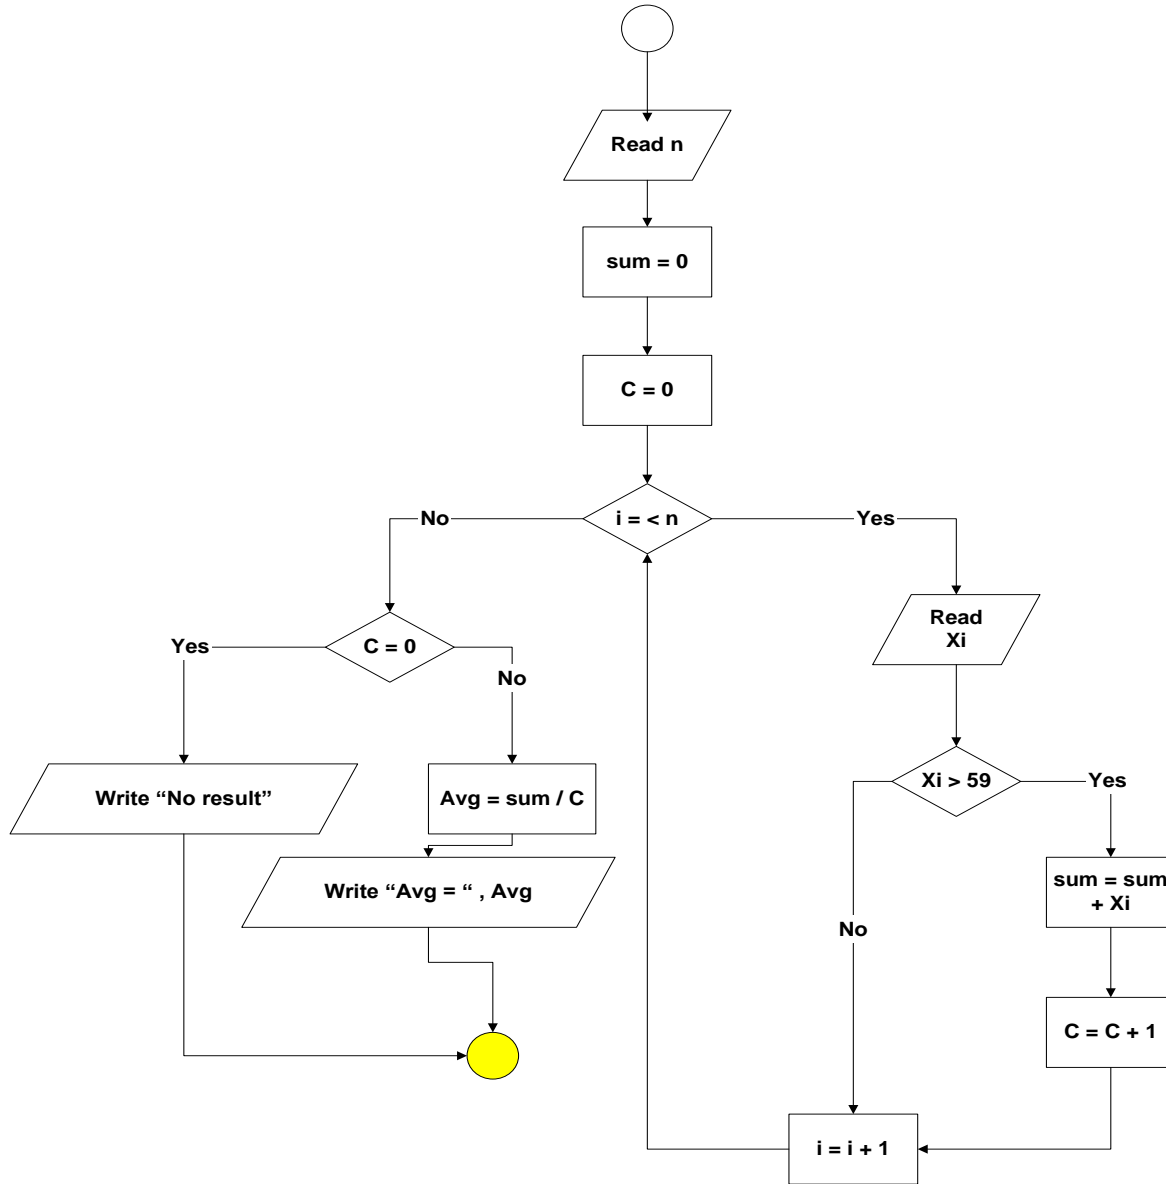 Read n
sum = 0
C = 0
i = < n
No
Yes
Read
Xi
C = 0
Yes
No
Write “No result”
Avg = sum / C
Write “Avg = “ , Avg
Xi > 59
Yes
No
sum = sum
+ Xi
C = C + 1
i = i + 1